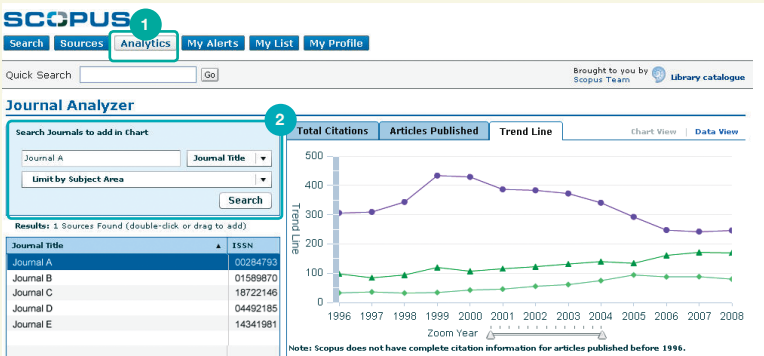 SCOPUS
1
Search Sources Analytics My Alerts My List My Profile
Quick Search Go
Brought to you by
Scopus Team
Library catalogue
Journal Analyzer
2
Search Journals to add in Chart
Journal A Journal Title
Limit by Subject Area
Search
Results: 1 Sources Found (double-click or drag to add)
Journal Title ISSN
Journal A 00284793
Journal B 01589870
Journal C 18722146
Journal D 04492185
Journal E 14341981
Total Citations Articles Published Trend Line Chart View | Data View
500
400
300
200
100
0
Trend Line
1996 1997 1998 1999 2000 2001 2002 2003 2004 2005 2006 2007 2008
Zoom Year
Note: Scopus does not have complete citation information for articles published before 1996.